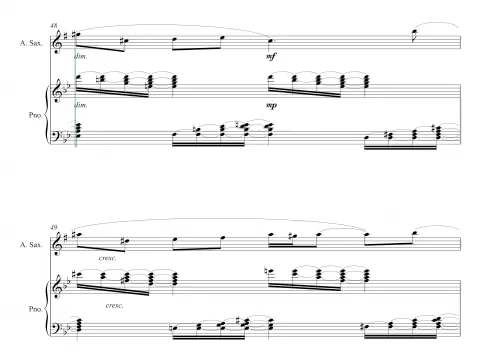 48
A. Sax.
dim.
mf
dim.
mp
Pno.
49
A. Sax.
cresc.
cresc.
Pno.